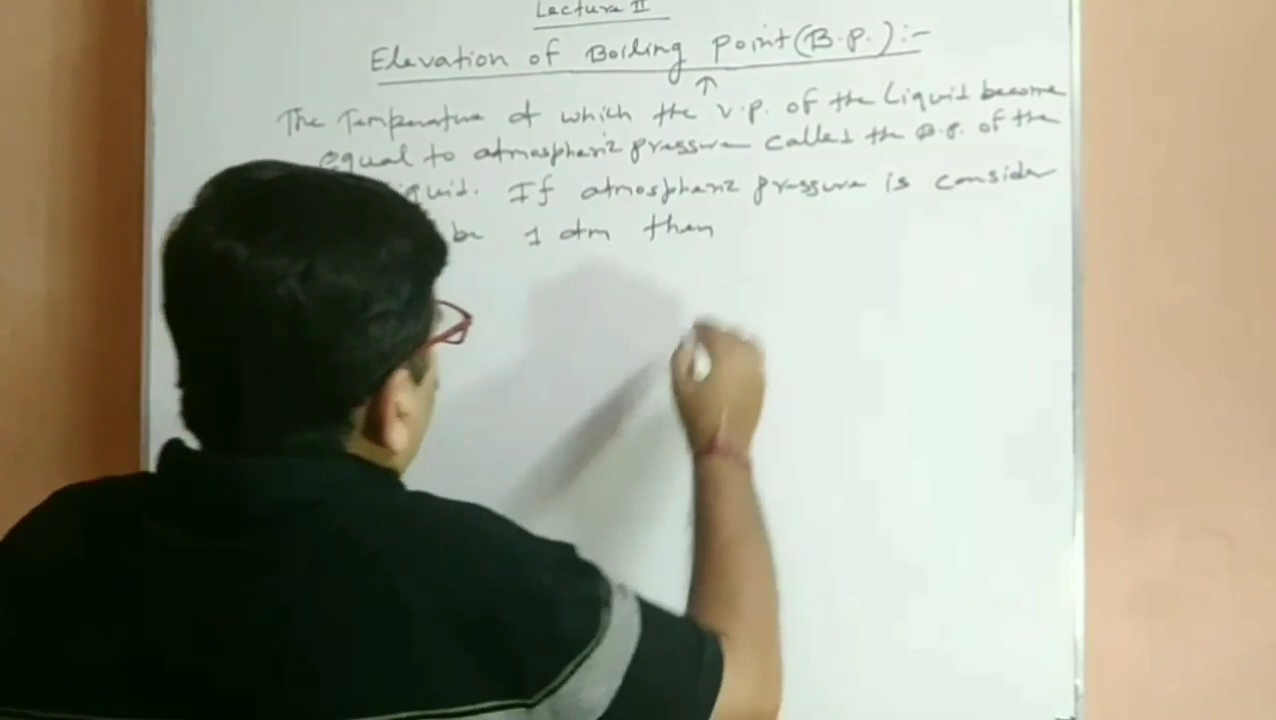 Lecture II
Elevation of Boiling Point (B.p.):-
↑
The Temperature at which the v.p. of the Liquid become
equal to atmospheric pressure called the B.p. of the
liquid. If atmospheric pressure is consider
be 1 atm then